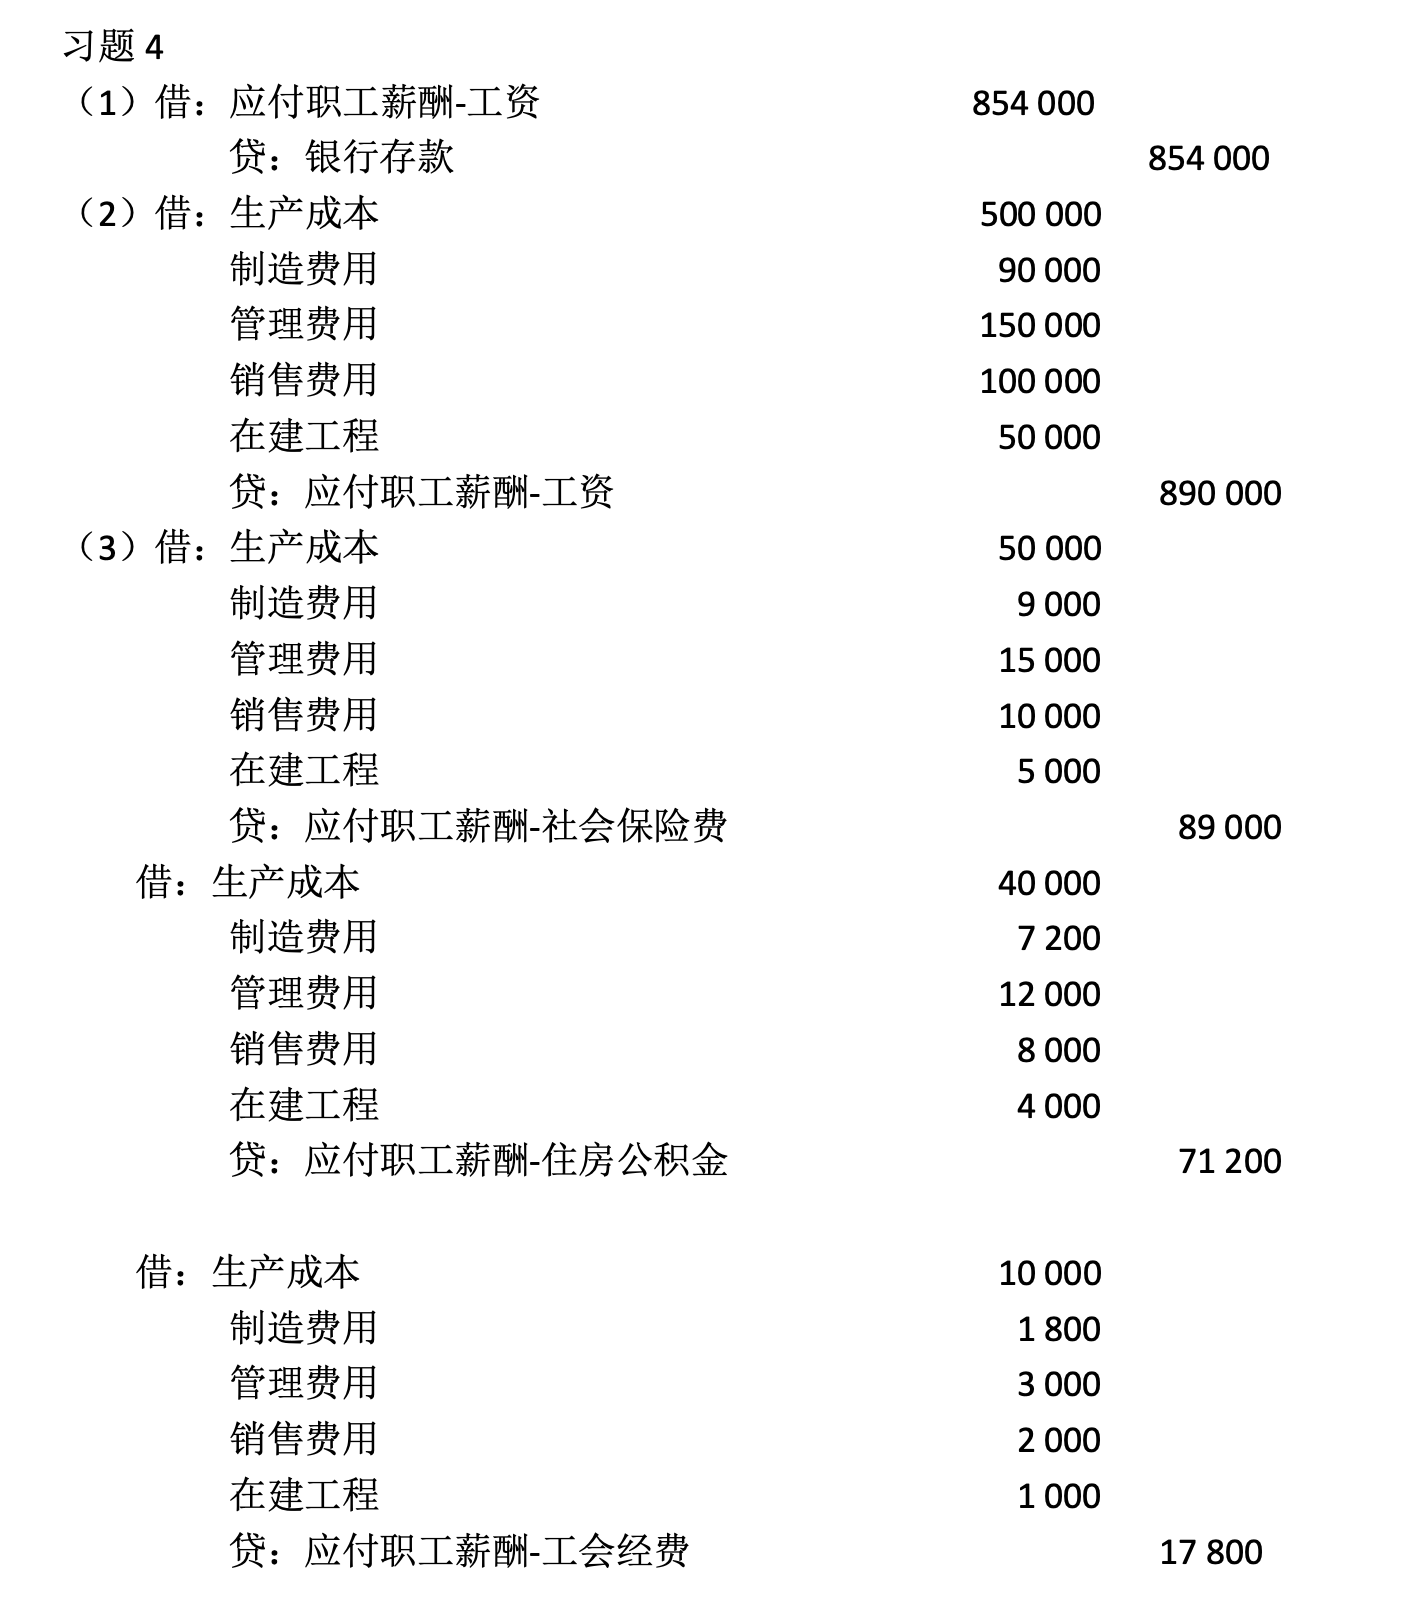 习题 4
（1）借：应付职工薪酬-工资 854 000
贷：银行存款 854 000
（2）借：生产成本 500 000
制造费用 90 000
管理费用 150 000
销售费用 100 000
在建工程 50 000
贷：应付职工薪酬-工资 890 000
（3）借：生产成本 50 000
制造费用 9 000
管理费用 15 000
销售费用 10 000
在建工程 5 000
贷：应付职工薪酬-社会保险费 89 000
借：生产成本 40 000
制造费用 7 200
管理费用 12 000
销售费用 8 000
在建工程 4 000
贷：应付职工薪酬-住房公积金 71 200
借：生产成本 10 000
制造费用 1 800
管理费用 3 000
销售费用 2 000
在建工程 1 000
贷：应付职工薪酬-工会经费 17 800